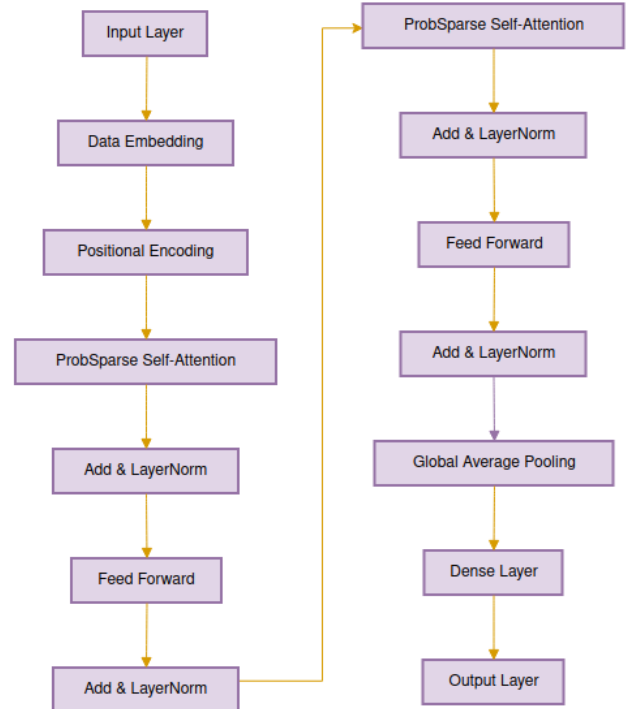 Input Layer
Data Embedding
Positional Encoding
ProbSparse Self-Attention
Add & LayerNorm
Feed Forward
Add & LayerNorm
ProbSparse Self-Attention
Add & LayerNorm
Feed Forward
Add & LayerNorm
Global Average Pooling
Dense Layer
Output Layer